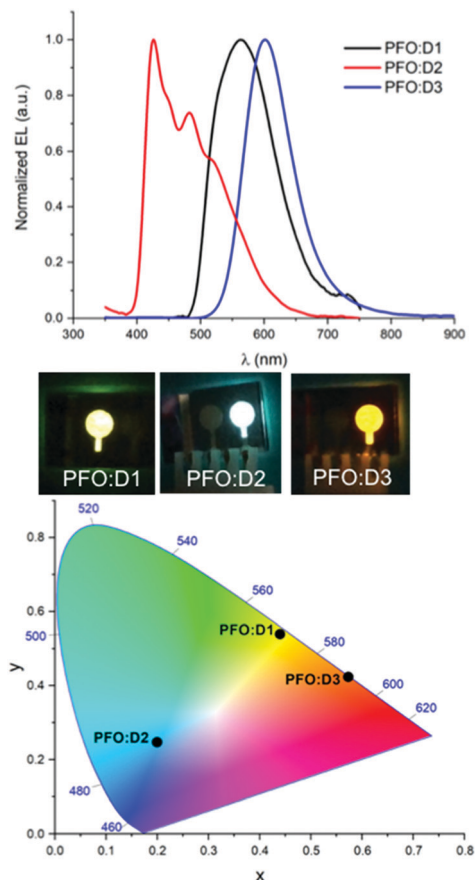 Normalized EL (a.u.)
1.0
0.8
0.6
0.4
0.2
0.0
PFO:D1
PFO:D2
PFO:D3
300 400 500 600 700 800 900
λ (nm)
PFO:D1 PFO:D2 PFO:D3
y
0.8
0.6
0.4
0.2
0.0
520
540
560
500
PFO:D1
580
PFO:D3
600
620
PFO:D2
480
460
0.0 0.1 0.2 0.3 0.4 0.5 0.6 0.7 0.8
x